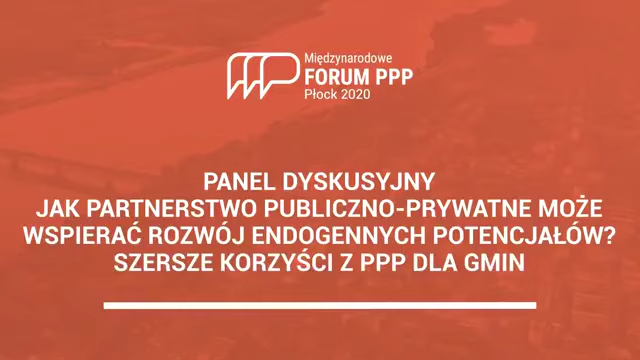 Międzynarodowe
FORUM PPP
Płock 2020
PANEL DYSKUSYJNY
JAK PARTNERSTWO PUBLICZNO-PRYWATNE MOŻE
WSPIERAĆ ROZWÓJ ENDOGENNYCH POTENCJAŁÓW?
SZERSZE KORZYŚCI Z PPP DLA GMIN